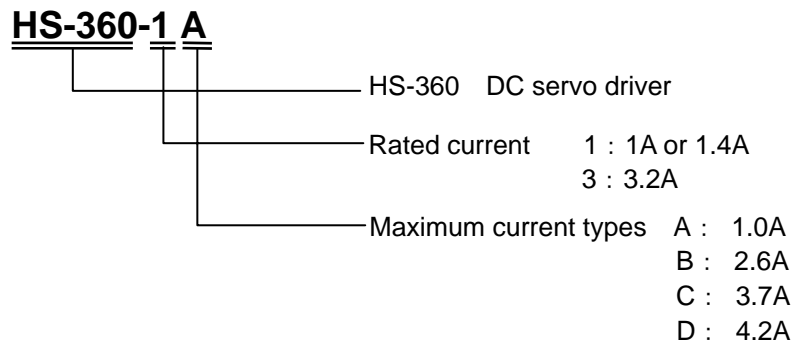 HS-360-1 A
HS-360 DC servo driver
Rated current 1 : 1A or 1.4A
3 : 3.2A
Maximum current types A : 1.0A
B : 2.6A
C : 3.7A
D : 4.2A